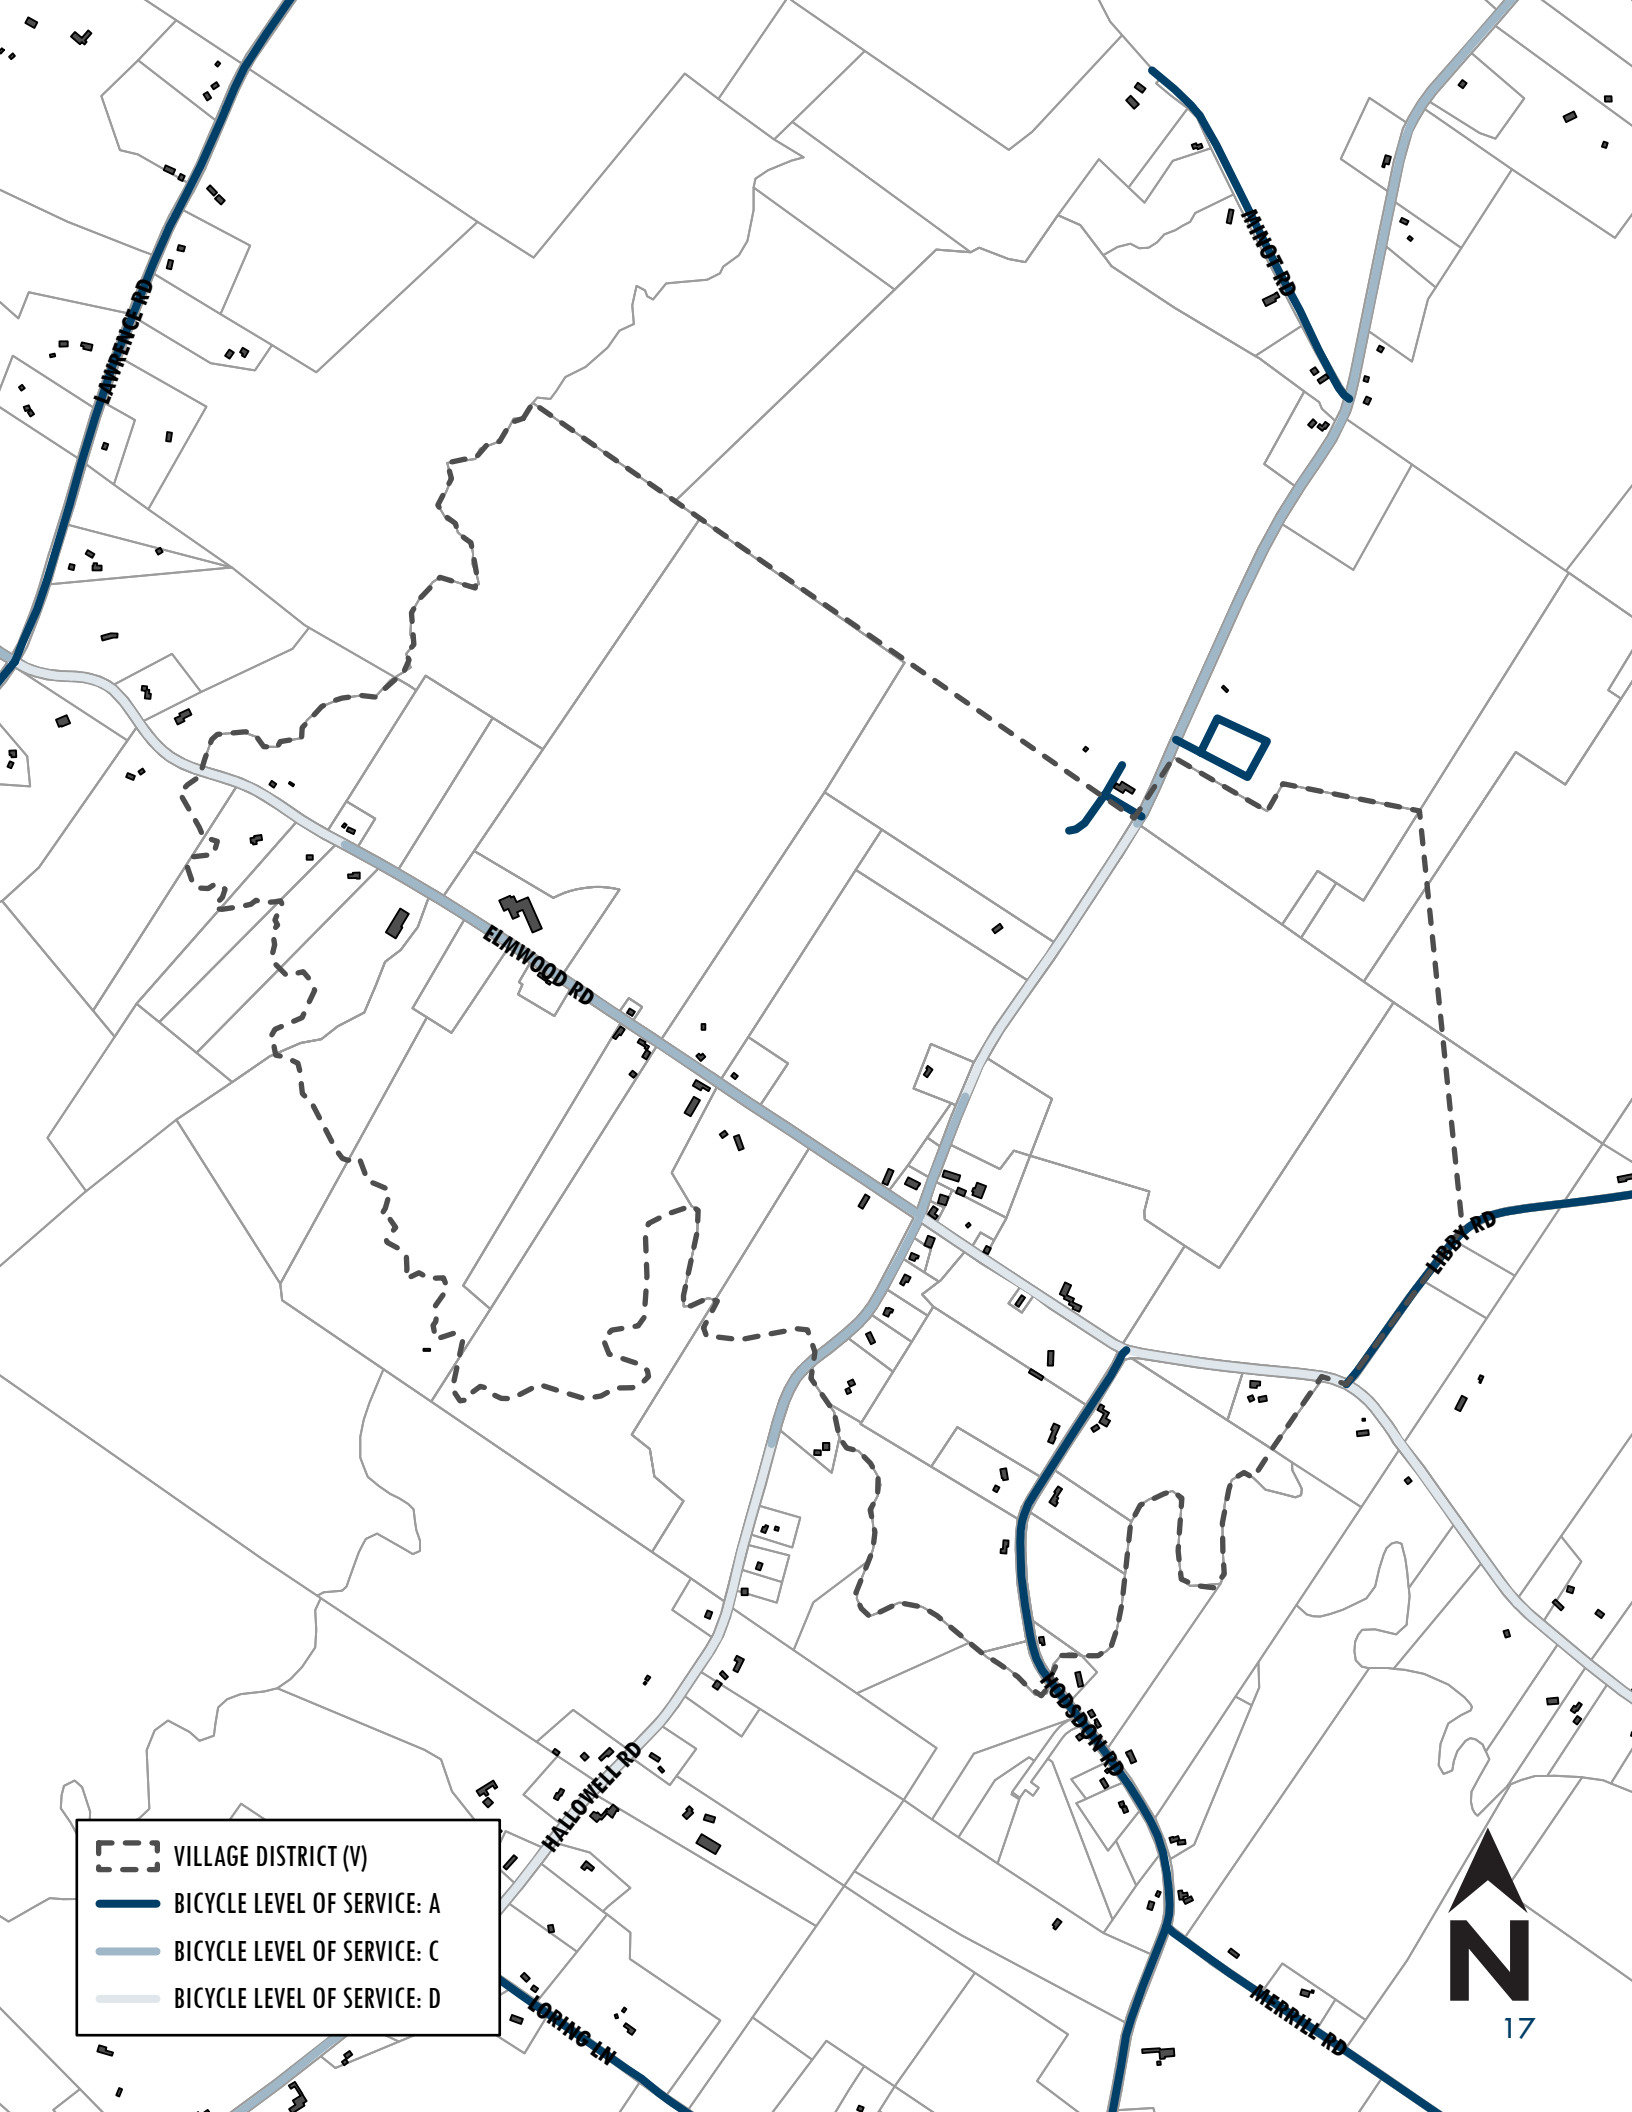 MINOT RD
LAWRENCE RD
ELMWOOD RD
LIBBY RD
HODSDON RD
HALLOWELL RD
VILLAGE DISTRICT (V)
BICYCLE LEVEL OF SERVICE: A
BICYCLE LEVEL OF SERVICE: C
BICYCLE LEVEL OF SERVICE: D
LORING LN
MERRILL RD
N
17